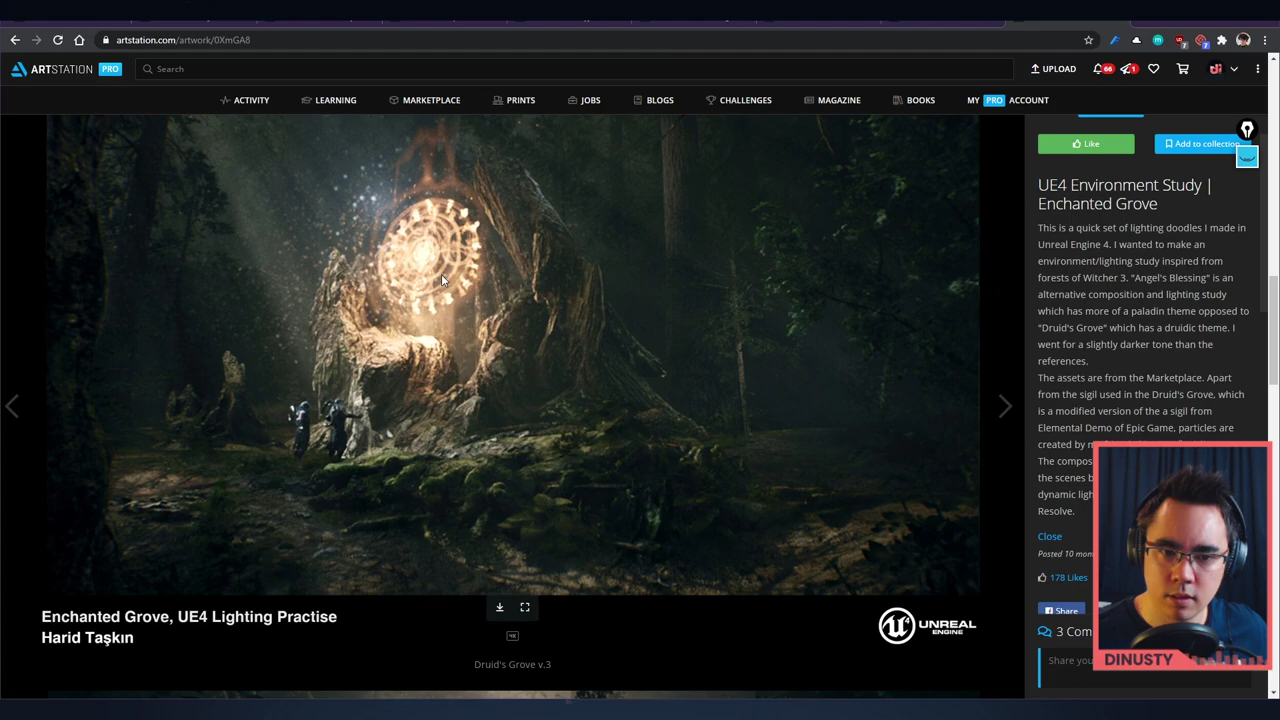 artstation.com/artwork/0XmGA8
ARTSTATION PRO
Search
UPLOAD
66
1
ACTIVITY
LEARNING
MARKETPLACE
PRINTS
JOBS
BLOGS
CHALLENGES
MAGAZINE
BOOKS
MY PRO ACCOUNT
Like
Add to collection
UE4 Environment Study |
Enchanted Grove
This is a quick set of lighting doodles I made in
Unreal Engine 4. I wanted to make an
environment/lighting study inspired from
forests of Witcher 3. "Angel's Blessing" is an
alternative composition and lighting study
which has more of a paladin theme opposed to
"Druid's Grove" which has a druidic theme. I
went for a slightly darker tone than the
references.
The assets are from the Marketplace. Apart
from the sigil used in the Druid's Grove, which
is a modified version of the a sigil from
Elemental Demo of Epic Game, particles are
created by
The compos
the scenes b
dynamic ligh
Resolve.
Close
Posted 10 mon
178 Likes
Share
3 Com
Share you
Enchanted Grove, UE4 Lighting Practise
Harid Taşkın
UNREAL
ENGINE
4K
Druid's Grove v.3
DINUSTY